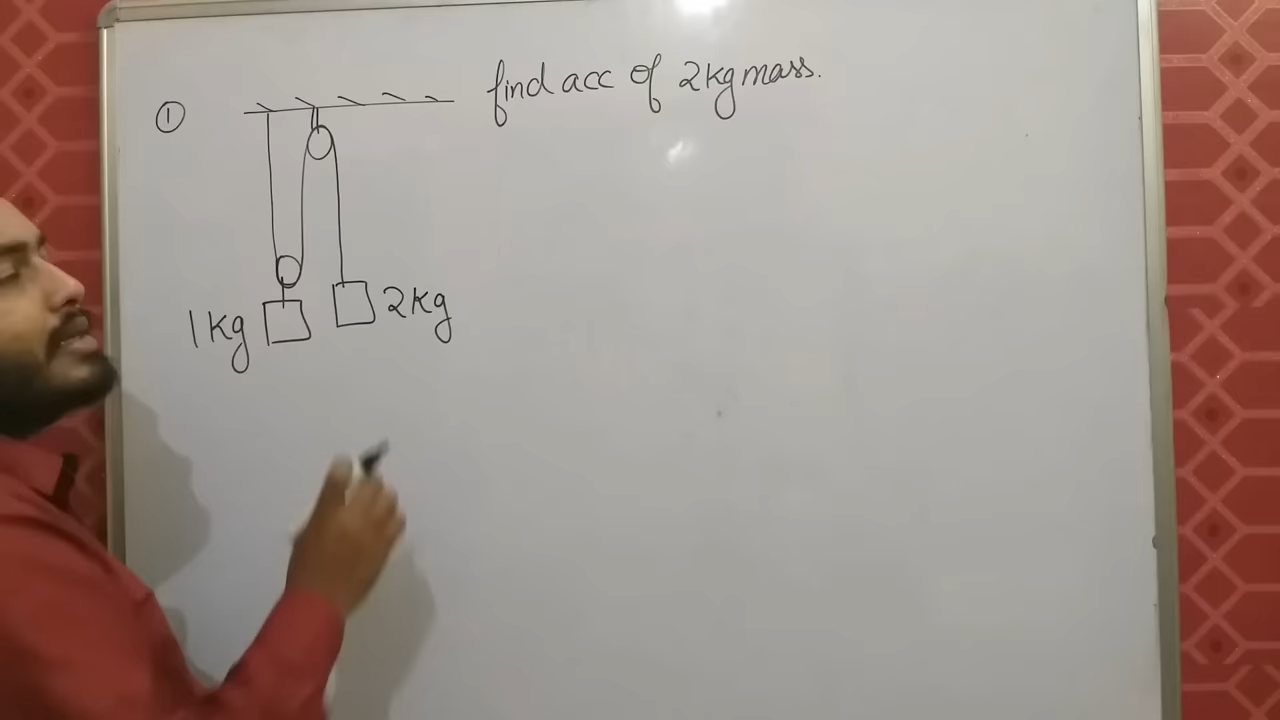 ① find acc of 2kg mass.
1kg 2kg